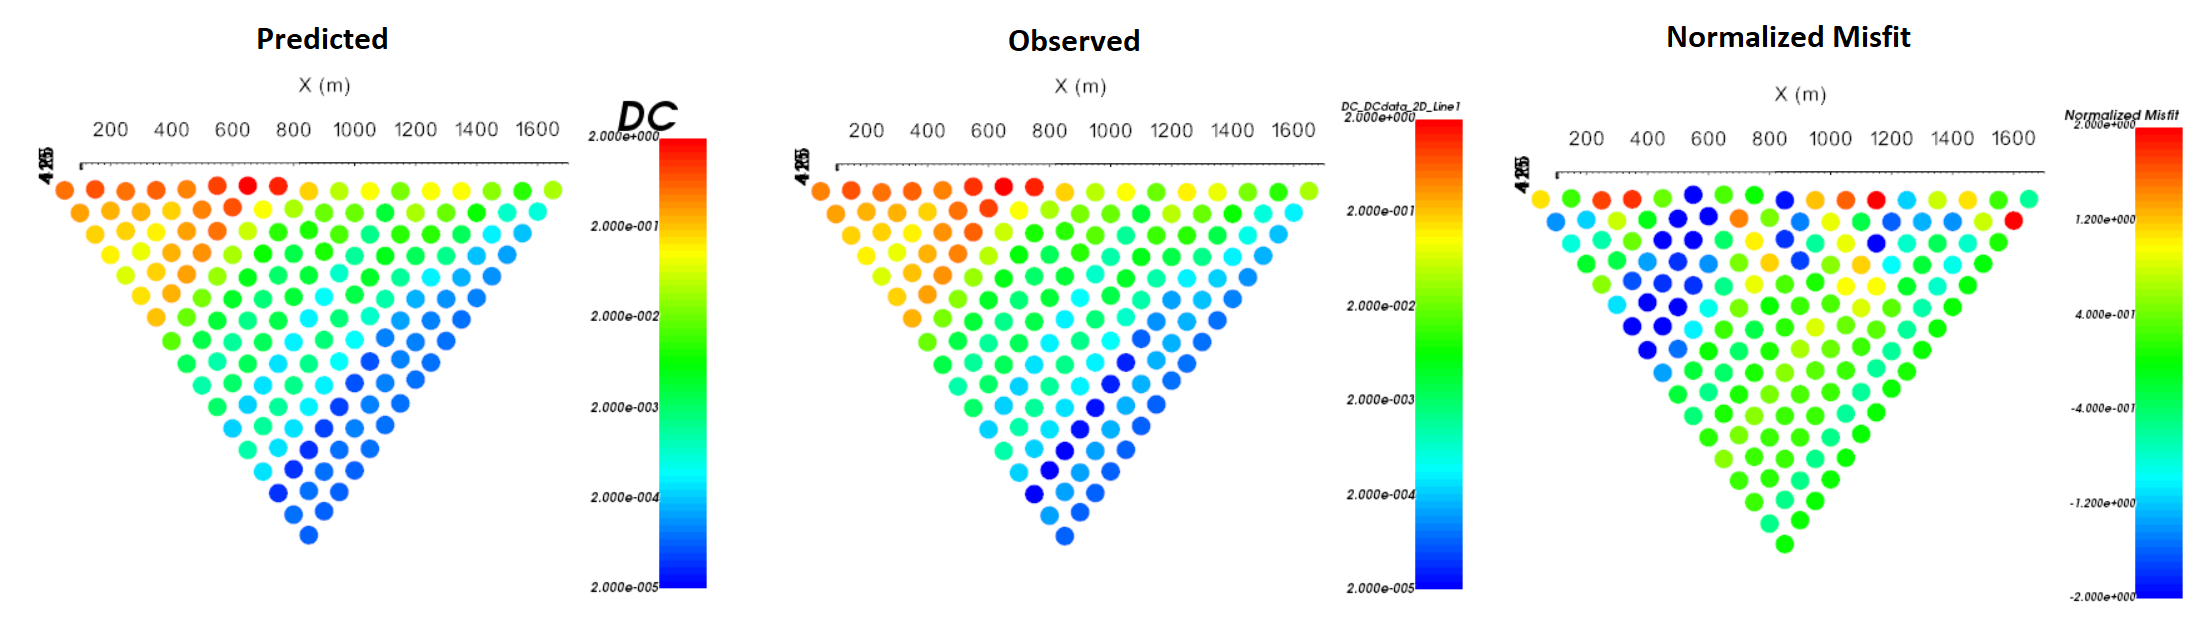 Predicted
X (m)
200 400 600 800 1000 1200 1400 1600
DC
2.000e+000
2.000e-001
2.000e-002
2.000e-003
2.000e-004
2.000e-005
Observed
X (m)
200 400 600 800 1000 1200 1400 1600
DC_DCdata_2D_Line1
2.000e+000
2.000e-001
2.000e-002
2.000e-003
2.000e-004
2.000e-005
Normalized Misfit
X (m)
200 400 600 800 1000 1200 1400 1600
Normalized Misfit
2.000e+000
1.200e+000
4.000e-001
-4.000e-001
-1.200e+000
-2.000e+000